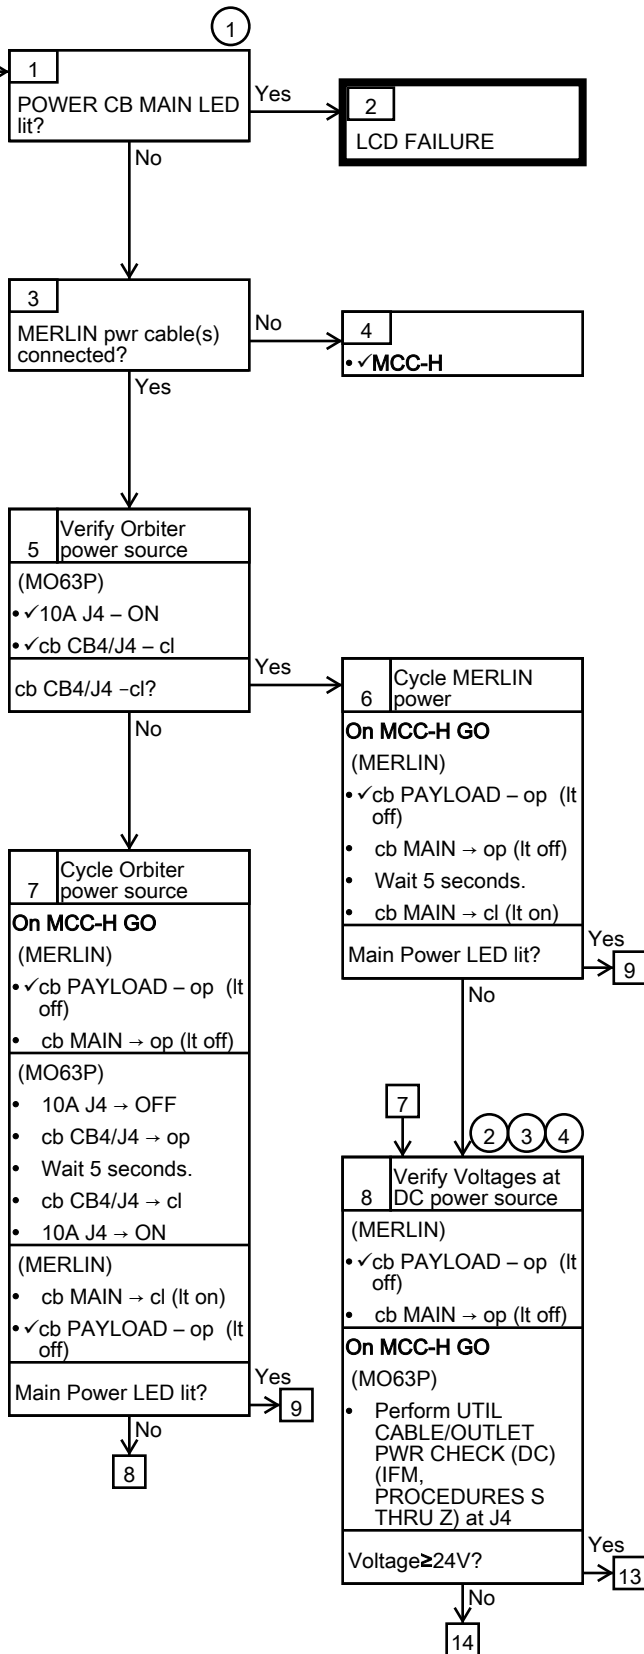 1
1
POWER CB MAIN LED
lit?
Yes
2
LCD FAILURE
No
3
MERLIN pwr cable(s)
connected?
No
4
• ✓MCC-H
Yes
5
Verify Orbiter
power source
(MO63P)
• ✓10A J4 – ON
• ✓cb CB4/J4 – cl
cb CB4/J4 –cl?
Yes
No
6
Cycle MERLIN
power
On MCC-H GO
(MERLIN)
• ✓cb PAYLOAD – op (lt
off)
• cb MAIN → op (lt off)
• Wait 5 seconds.
• cb MAIN → cl (lt on)
Main Power LED lit?
Yes
9
No
7
Cycle Orbiter
power source
On MCC-H GO
(MERLIN)
• ✓cb PAYLOAD – op (lt
off)
• cb MAIN → op (lt off)
(MO63P)
• 10A J4 → OFF
• cb CB4/J4 → op
• Wait 5 seconds.
• cb CB4/J4 → cl
• 10A J4 → ON
(MERLIN)
• cb MAIN → cl (lt on)
• ✓cb PAYLOAD – op (lt
off)
Main Power LED lit?
Yes
9
No
8
7
2 3 4
8
Verify Voltages at
DC power source
(MERLIN)
• ✓cb PAYLOAD – op (lt
off)
• cb MAIN → op (lt off)
On MCC-H GO
(MO63P)
• Perform UTIL
CABLE/OUTLET
PWR CHECK (DC)
(IFM,
PROCEDURES S
THRU Z) at J4
Voltage≥24V?
Yes
13
No
14